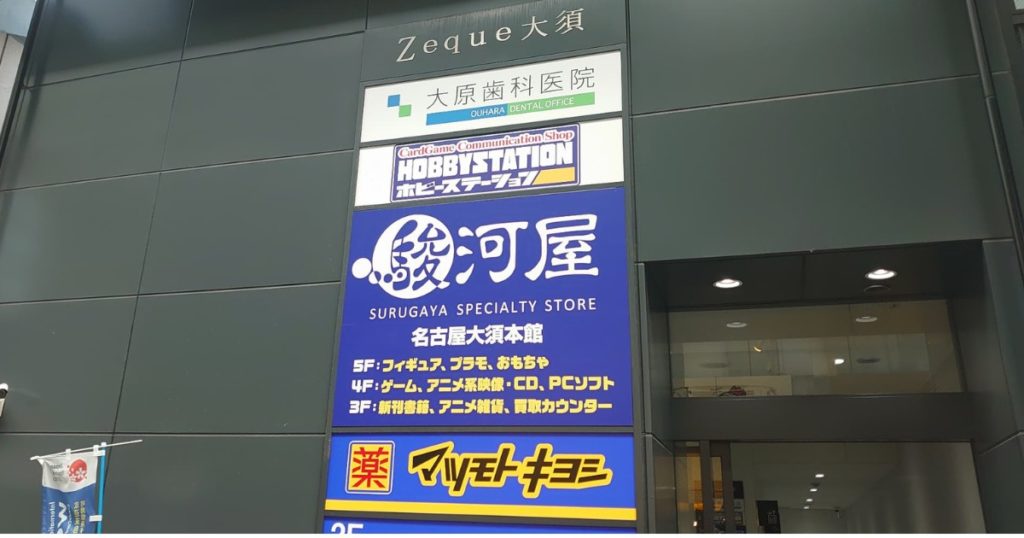 Zeque大須
大原歯科医院
OUHARA DENTAL OFFICE
CardGame Communication Shop
HOBBYSTATION
ホビーステーション
駿河屋
SURUGAYA SPECIALTY STORE
名古屋大須本館
5F:フィギュア、プラモ、おもちゃ
4F:ゲーム、アニメ系映像・CD、PCソフト
3F:新刊書籍、アニメ雑貨、買取カウンター
薬 マツモトキヨシ
2F